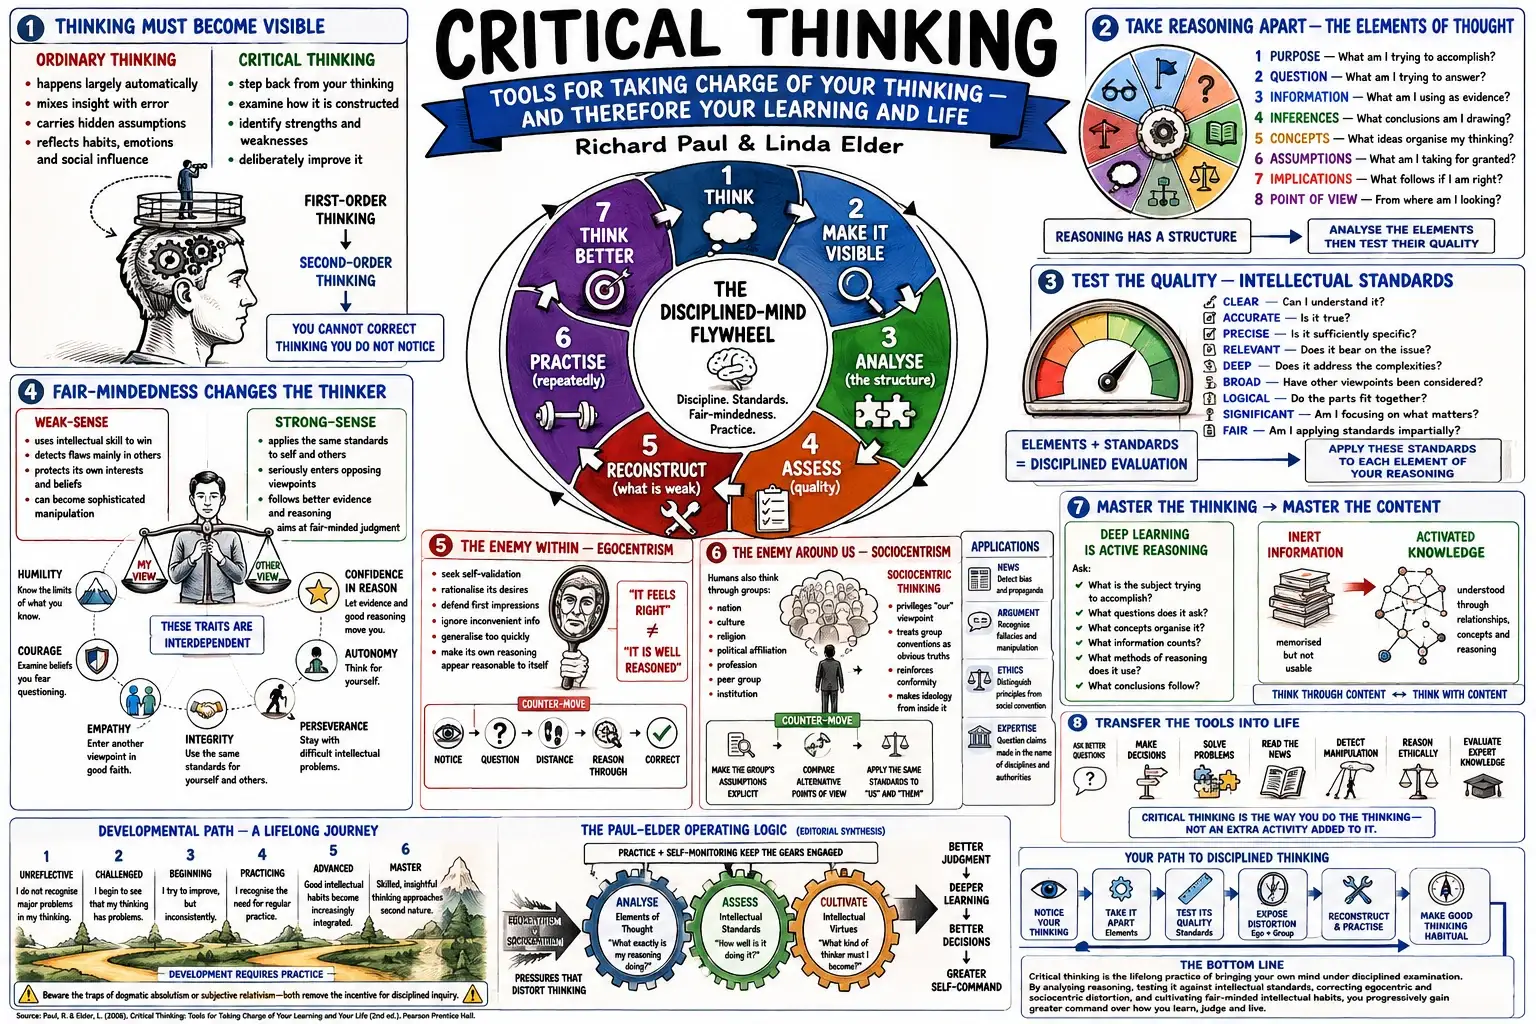 CRITICAL THINKING
TOOLS FOR TAKING CHARGE OF YOUR THINKING —
AND THEREFORE YOUR LEARNING AND LIFE
Richard Paul & Linda Elder
1 THINKING MUST BECOME VISIBLE
ORDINARY THINKING
• happens largely automatically
• mixes insight with error
• carries hidden assumptions
• reflects habits, emotions
and social influence
CRITICAL THINKING
• step back from your thinking
• examine how it is constructed
• identify strengths and
weaknesses
• deliberately improve it
FIRST-ORDER
THINKING
SECOND-ORDER
THINKING
YOU CANNOT CORRECT
THINKING YOU DO NOT NOTICE
1
THINK
2
MAKE IT
VISIBLE
3
ANALYSE
(the structure)
4
ASSESS
(quality)
5
RECONSTRUCT
(what is weak)
6
PRACTISE
(repeatedly)
7
THINK
BETTER
THE
DISCIPLINED-MIND
FLYWHEEL
Discipline. Standards.
Fair-mindedness.
Practice.
2 TAKE REASONING APART — THE ELEMENTS OF THOUGHT
1 PURPOSE — What am I trying to accomplish?
2 QUESTION — What am I trying to answer?
3 INFORMATION — What am I using as evidence?
4 INFERENCES — What conclusions am I drawing?
5 CONCEPTS — What ideas organise my thinking?
6 ASSUMPTIONS — What am I taking for granted?
7 IMPLICATIONS — What follows if I am right?
8 POINT OF VIEW — From where am I looking?
REASONING HAS A STRUCTURE
ANALYSE THE ELEMENTS
THEN TEST THEIR QUALITY
3 TEST THE QUALITY — INTELLECTUAL STANDARDS
CLEAR — Can I understand it?
ACCURATE — Is it true?
PRECISE — Is it sufficiently specific?
RELEVANT — Does it bear on the issue?
DEEP — Does it address the complexities?
BROAD — Have other viewpoints been considered?
LOGICAL — Do the parts fit together?
SIGNIFICANT — Am I focusing on what matters?
FAIR — Am I applying standards impartially?
ELEMENTS + STANDARDS
= DISCIPLINED EVALUATION
APPLY THESE STANDARDS
TO EACH ELEMENT OF
YOUR REASONING
4 FAIR-MINDEDNESS CHANGES THE THINKER
WEAK-SENSE
• uses intellectual skill to win
• detects flaws mainly in others
• protects its own interests
and beliefs
• can become sophisticated
manipulation
STRONG-SENSE
• applies the same standards
to self and others
• seriously enters opposing
viewpoints
• follows better evidence
and reasoning
aims at fair-minded judgment
MY
VIEW
OTHER
VIEW
THESE TRAITS ARE
INTERDEPENDENT
HUMILITY
Know the limits
of what you
know.
COURAGE
Examine beliefs
you fear
questioning.
EMPATHY
Enter another
viewpoint in
good faith.
INTEGRITY
Use the same
standards for
yourself and others.
PERSEVERANCE
Stay with
difficult intellectual
problems.
AUTONOMY
Think for
yourself.
CONFIDENCE
IN REASON
Let evidence and
good reasoning
move you.
5 THE ENEMY WITHIN — EGOCENTRISM
• seek self-validation
• rationalise its desires
• defend first impressions
• ignore inconvenient info
• generalise too quickly
• make its own reasoning
appear reasonable to itself
"IT FEELS
RIGHT"
≠
"IT IS WELL
REASONED"
COUNTER-MOVE
NOTICE
QUESTION
DISTANCE
REASON
THROUGH
CORRECT
6 THE ENEMY AROUND US — SOCIOCENTRISM
Humans also think
through groups:
• nation
• culture
• religion
• political affiliation
• profession
• peer group
• institution
SOCIOCENTRIC
THINKING
• privileges "our"
viewpoint
• treats group
conventions as
obvious truths
• reinforces
conformity
• makes ideology
from inside it
COUNTER-MOVE
MAKE THE GROUP'S
ASSUMPTIONS
EXPLICIT
COMPARE
ALTERNATIVE
POINTS OF VIEW
APPLY THE SAME
STANDARDS TO
"US" AND "THEM"
APPLICATIONS
NEWS
Detect bias
and propaganda
ARGUMENT
Recognise
fallacies and
manipulation
ETHICS
Distinguish
principles from
social convention
EXPERTISE
Question claims
made in the name
of disciplines and
authorities
7 MASTER THE THINKING → MASTER THE CONTENT
DEEP LEARNING
IS ACTIVE REASONING
Ask:
✓ What is the subject trying
to accomplish?
✓ What questions does it ask?
✓ What concepts organise it?
✓ What information counts?
✓ What methods of reasoning
does it use?
✓ What conclusions follow?
INERT
INFORMATION
memorised
but not
usable
ACTIVATED
KNOWLEDGE
understood
through
relationships,
concepts and
reasoning
THINK THROUGH CONTENT ↔ THINK WITH CONTENT
8 TRANSFER THE TOOLS INTO LIFE
ASK BETTER
QUESTIONS
MAKE
DECISIONS
SOLVE
PROBLEMS
READ THE
NEWS
DETECT
MANIPULATION
REASON
ETHICALLY
EVALUATE
EXPERT
KNOWLEDGE
CRITICAL THINKING IS THE WAY YOU DO THE THINKING—
NOT AN EXTRA ACTIVITY ADDED TO IT.
DEVELOPMENTAL PATH — A LIFELONG JOURNEY
1
UNREFLECTIVE
I do not recognise
major problems
in my thinking.
2
CHALLENGED
I begin to see
that my thinking
has problems.
3
BEGINNING
I try to improve,
but
inconsistently.
4
PRACTICING
I recognise the
need for regular
practice.
5
ADVANCED
Good intellectual
habits become
increasingly
integrated.
6
MASTER
Skilled, insightful
thinking approaches
second nature.
— DEVELOPMENT REQUIRES PRACTICE —
Beware the traps of dogmatic absolutism or subjective relativism—both remove the incentive for disciplined inquiry.
Source: Paul, R. & Elder, L. (2006). Critical Thinking: Tools for Taking Charge of Your Learning and Your Life (2nd ed.). Pearson Prentice Hall.
THE PAUL-ELDER OPERATING LOGIC (EDITORIAL SYNTHESIS)
PRACTICE + SELF-MONITORING KEEP THE GEARS ENGAGED
EGOCENTRISM
SOCIOCENTRISM
PRESSURES THAT
DISTORT THINKING
ANALYSE
Elements of
Thought
"What exactly is
my reasoning
doing?"
ASSESS
Intellectual
Standards
"How well is it
doing it?"
CULTIVATE
Intellectual
Virtues
"What kind of
thinker must I
become?"
BETTER
JUDGMENT
DEEPER
LEARNING
BETTER
DECISIONS
GREATER
SELF-COMMAND
YOUR PATH TO DISCIPLINED THINKING
NOTICE
YOUR
THINKING
TAKE IT
APART
Elements
TEST ITS
QUALITY
Standards
EXPOSE
DISTORTION
Ego + Group
RECONSTRUCT
& PRACTISE
MAKE GOOD
THINKING
HABITUAL
THE BOTTOM LINE
Critical thinking is the lifelong practice of bringing your own mind under disciplined examination.
By analysing reasoning, testing it against intellectual standards, correcting egocentric and
sociocentric distortion, and cultivating fair-minded intellectual habits, you progressively gain
greater command over how you learn, judge and live.